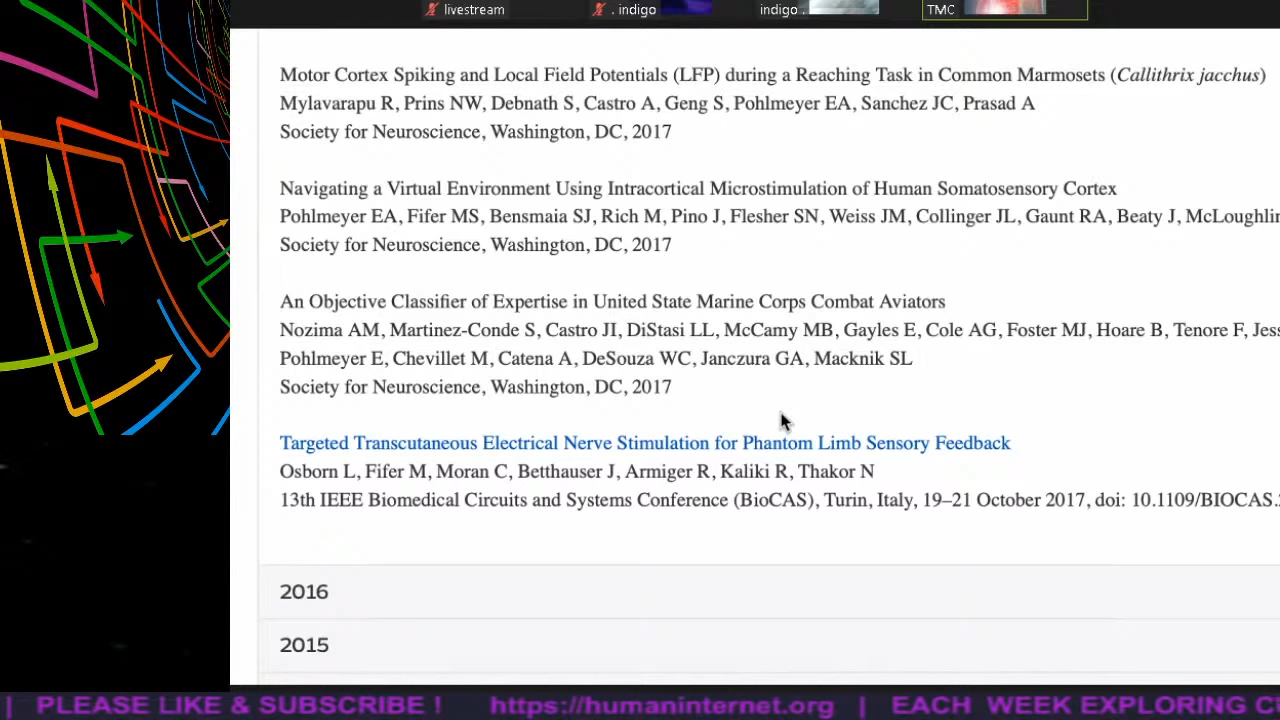 livestream . indigo indigo . TMC
Motor Cortex Spiking and Local Field Potentials (LFP) during a Reaching Task in Common Marmosets (Callithrix jacchus)
Mylavarapu R, Prins NW, Debnath S, Castro A, Geng S, Pohlmeyer EA, Sanchez JC, Prasad A
Society for Neuroscience, Washington, DC, 2017
Navigating a Virtual Environment Using Intracortical Microstimulation of Human Somatosensory Cortex
Pohlmeyer EA, Fifer MS, Bensmaia SJ, Rich M, Pino J, Flesher SN, Weiss JM, Collinger JL, Gaunt RA, Beaty J, McLoughlin
Society for Neuroscience, Washington, DC, 2017
An Objective Classifier of Expertise in United State Marine Corps Combat Aviators
Nozima AM, Martinez-Conde S, Castro JI, DiStasi LL, McCamy MB, Gayles E, Cole AG, Foster MJ, Hoare B, Tenore F, Jess
Pohlmeyer E, Chevillet M, Catena A, DeSouza WC, Janczura GA, Macknik SL
Society for Neuroscience, Washington, DC, 2017
Targeted Transcutaneous Electrical Nerve Stimulation for Phantom Limb Sensory Feedback
Osborn L, Fifer M, Moran C, Betthauser J, Armiger R, Kaliki R, Thakor N
13th IEEE Biomedical Circuits and Systems Conference (BioCAS), Turin, Italy, 19–21 October 2017, doi: 10.1109/BIOCAS.
2016
2015
| PLEASE LIKE & SUBSCRIBE ! https://humaninternet.org | EACH WEEK EXPLORING